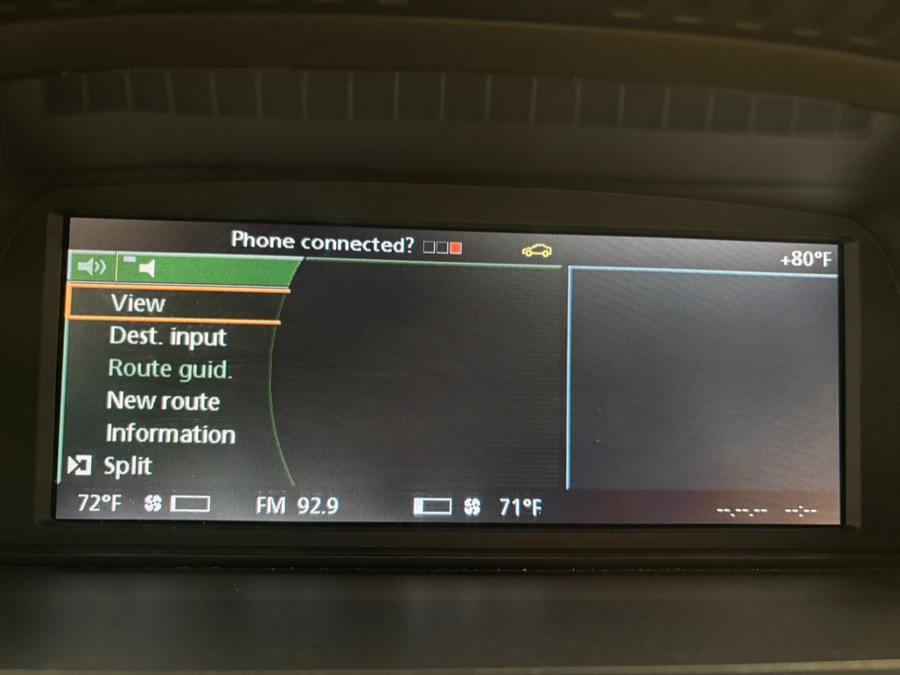 Phone connected?
+80°F
View
Dest. input
Route guid.
New route
Information
Split
72°F FM 92.9 71°F --.--.-- --:--